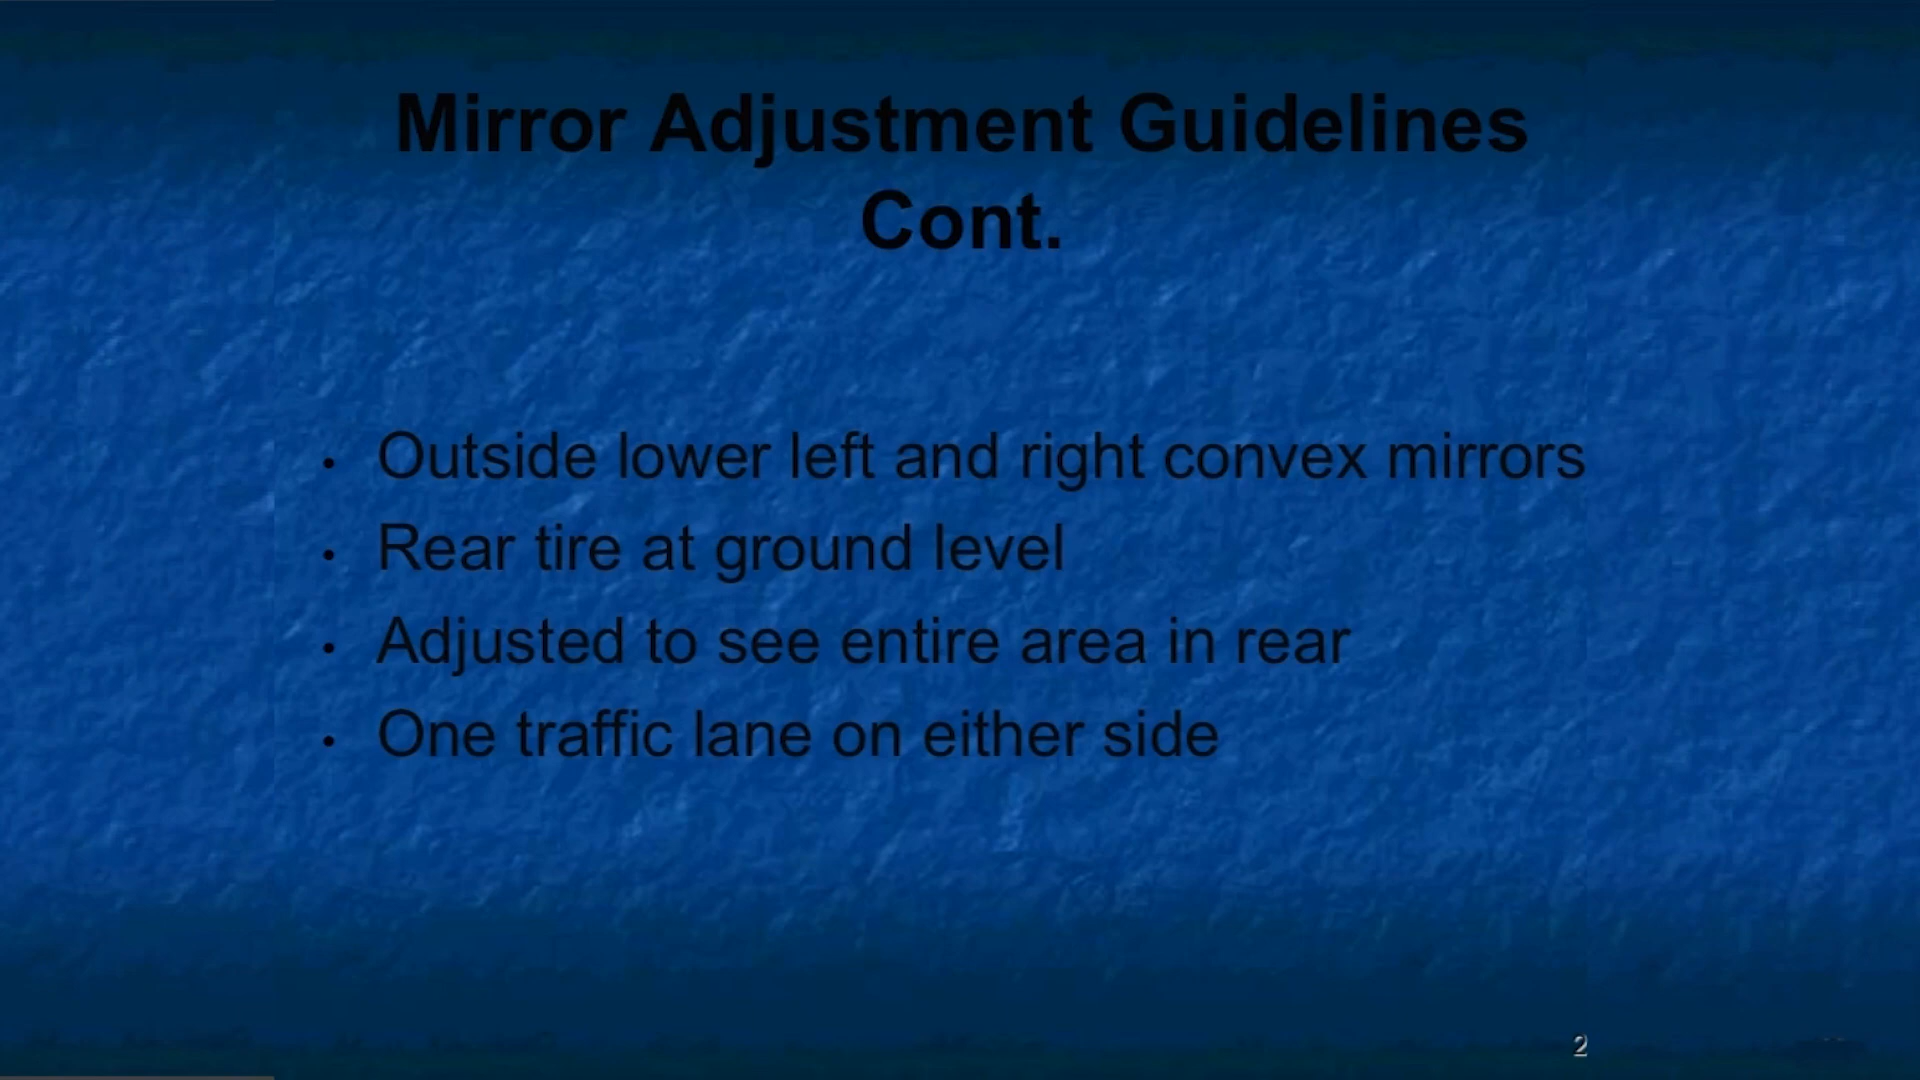 Mirror Adjustment Guidelines
Cont.
• Outside lower left and right convex mirrors
• Rear tire at ground level
• Adjusted to see entire area in rear
• One traffic lane on either side
2